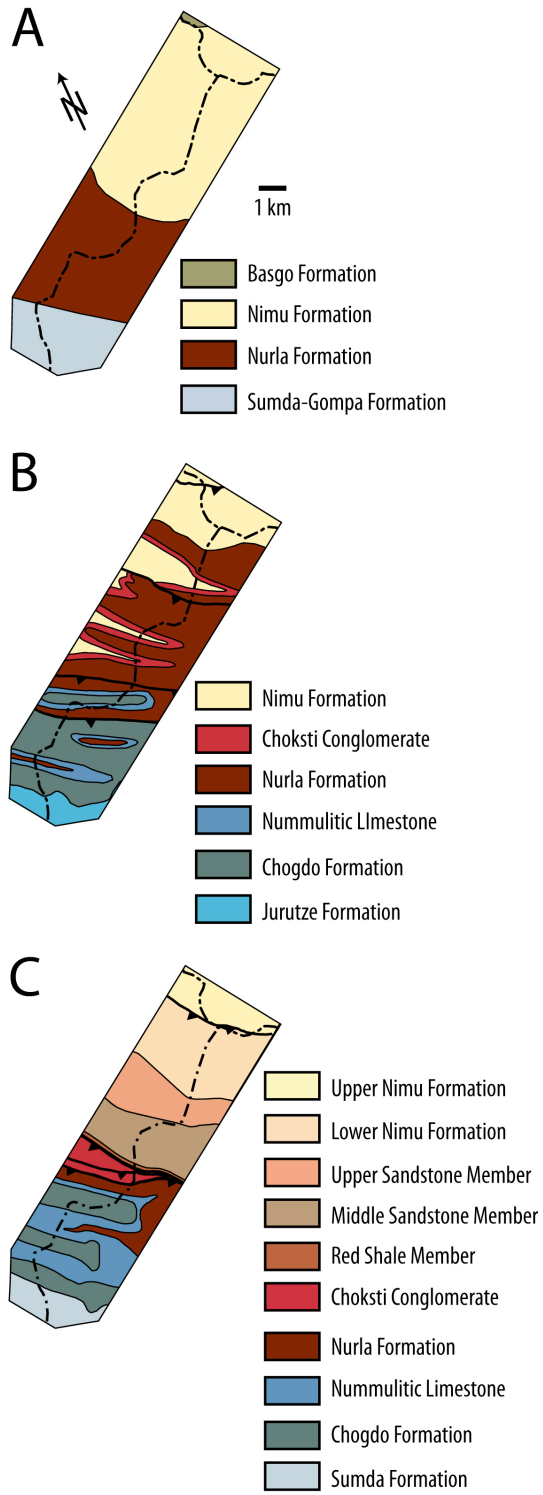 A
N
1 km
Basgo Formation
Nimu Formation
Nurla Formation
Sumda-Gompa Formation
B
Nimu Formation
Choksti Conglomerate
Nurla Formation
Nummulitic LImestone
Chogdo Formation
Jurutze Formation
C
Upper Nimu Formation
Lower Nimu Formation
Upper Sandstone Member
Middle Sandstone Member
Red Shale Member
Choksti Conglomerate
Nurla Formation
Nummulitic Limestone
Chogdo Formation
Sumda Formation